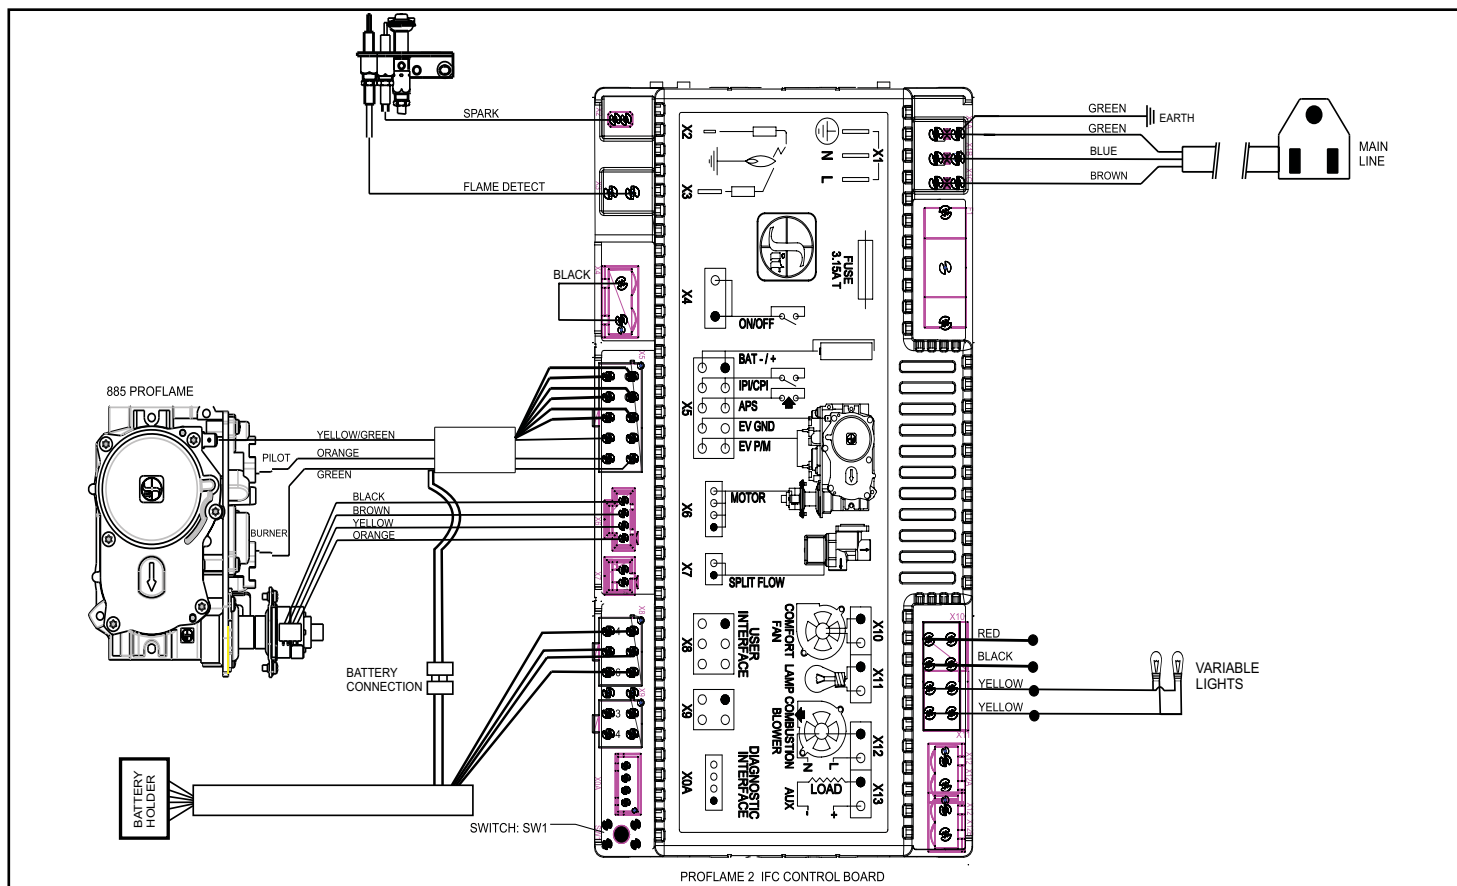 SPARK
FLAME DETECT
BLACK
885 PROFLAME
YELLOW/GREEN
PILOT
ORANGE
GREEN
BLACK
BROWN
YELLOW
ORANGE
BURNER
BATTERY
CONNECTION
BATTERY
HOLDER
SWITCH: SW1
X2
X3
X4
X5
X6
X7
X8
X9
X0A
N
L
X1
FUSE
3.15A T
ON/OFF
BAT - / +
IPI/CPI
APS
EV GND
EV P/M
MOTOR
SPLIT FLOW
USER
INTERFACE
DIAGNOSTIC
INTERFACE
COMFORT
FAN
LAMP
COMBUSTION
BLOWER
N
L
LOAD
AUX
-
+
X10
X11
X12
X13
GREEN
EARTH
GREEN
BLUE
BROWN
MAIN
LINE
X10
RED
BLACK
YELLOW
YELLOW
VARIABLE
LIGHTS
PROFLAME 2 IFC CONTROL BOARD